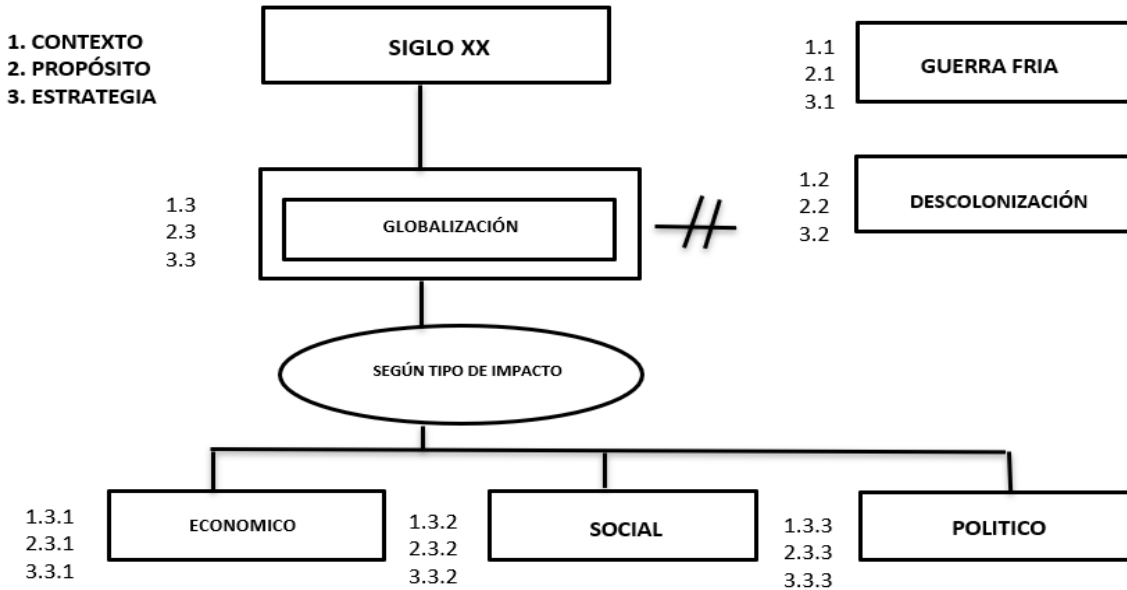 1. CONTEXTO
2. PROPÓSITO
3. ESTRATEGIA
SIGLO XX
1.1
2.1
3.1
GUERRA FRIA
1.3
2.3
3.3
GLOBALIZACIÓN
1.2
2.2
3.2
DESCOLONIZACIÓN
SEGÚN TIPO DE IMPACTO
1.3.1
2.3.1
3.3.1
ECONOMICO
1.3.2
2.3.2
3.3.2
SOCIAL
1.3.3
2.3.3
3.3.3
POLITICO